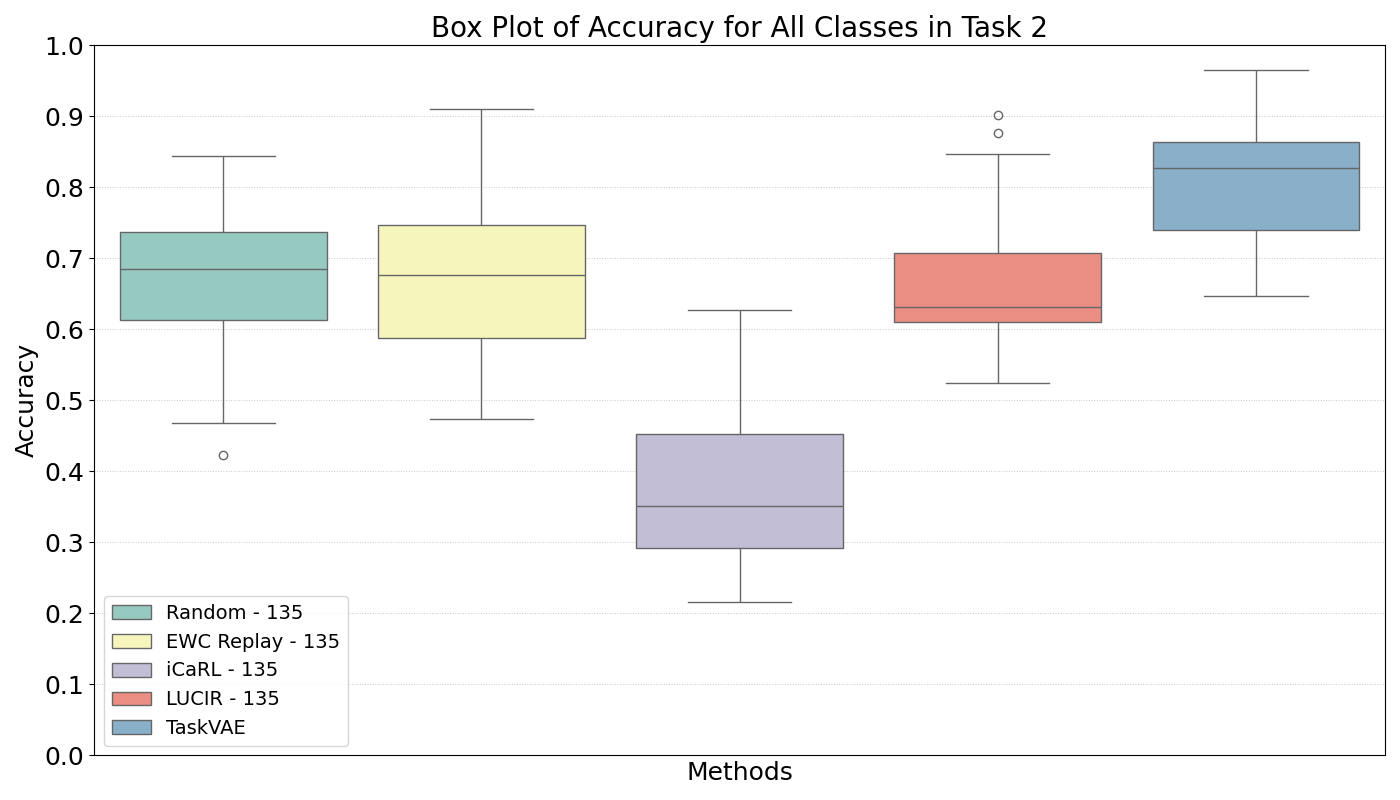 Box Plot of Accuracy for All Classes in Task 2
1.0
0.9
0.8
0.7
0.6
0.5
0.4
0.3
0.2
0.1
0.0
Accuracy
Random - 135
EWC Replay - 135
iCaRL - 135
LUCIR - 135
TaskVAE
Methods